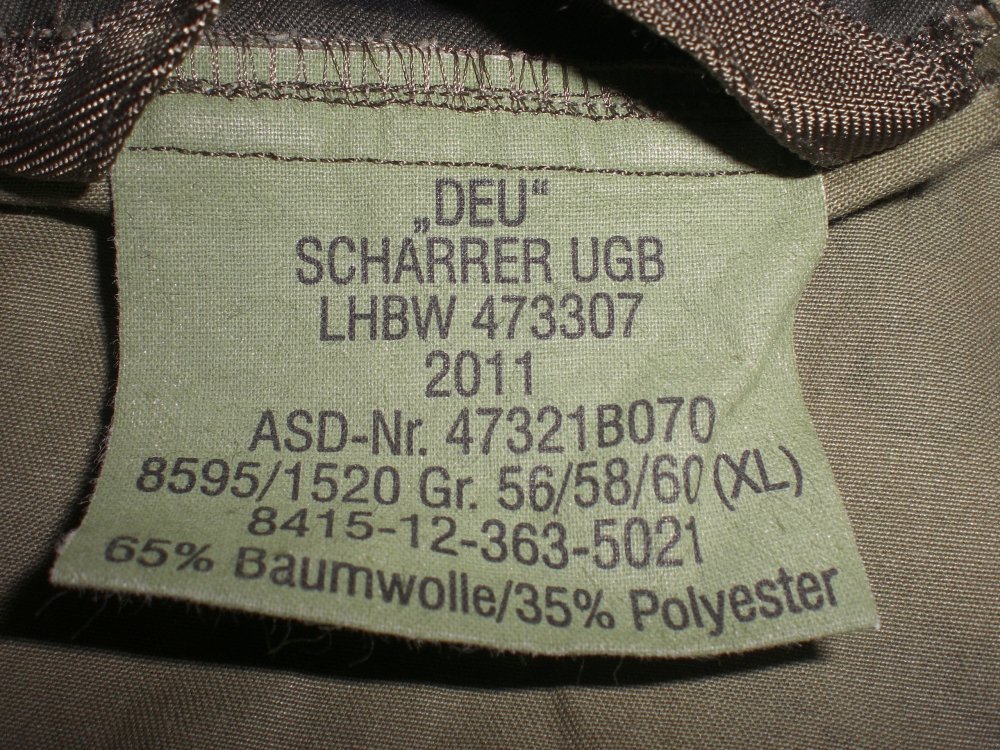 „DEU“
SCHARRER UGB
LHBW 473307
2011
ASD-Nr. 47321B070
8595/1520 Gr. 56/58/60 (XL)
8415-12-363-5021
65% Baumwolle/35% Polyester